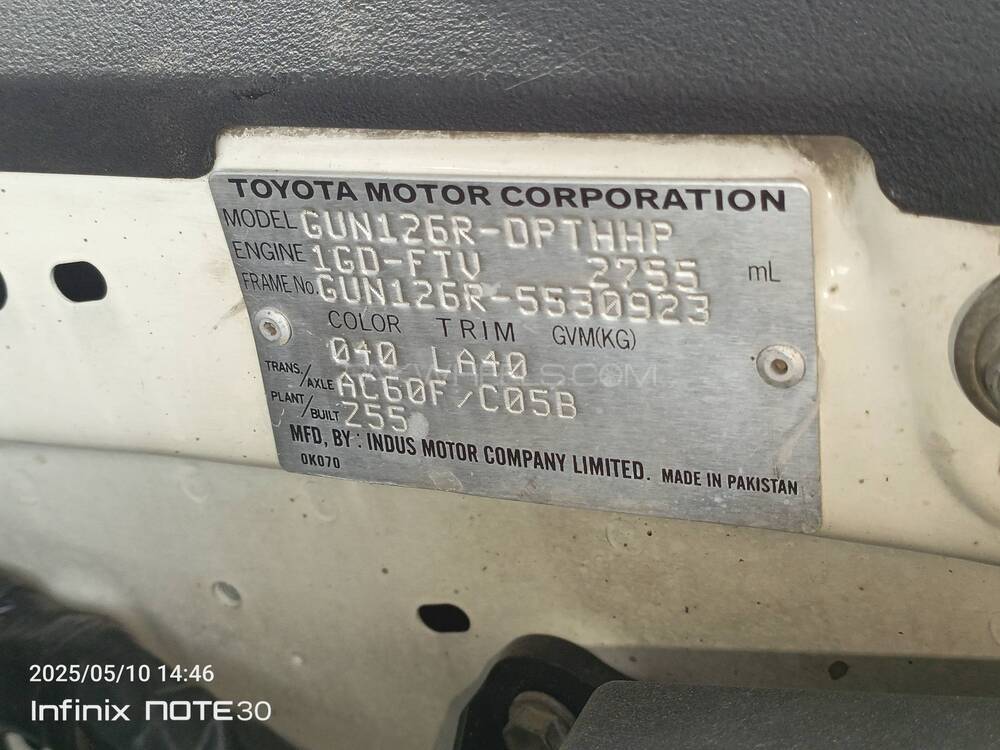 TOYOTA MOTOR CORPORATION
MODEL GUN126R-DPTHHP
ENGINE 1GD-FTV 2755 mL
FRAME No. GUN126R-5530923
COLOR TRIM GVM(KG)
040 LA40
TRANS./AXLE AC60F/C05B
PLANT/BUILT Z55
MFD, BY : INDUS MOTOR COMPANY LIMITED. MADE IN PAKISTAN
0K070
2025/05/10 14:46
Infinix NOTE30